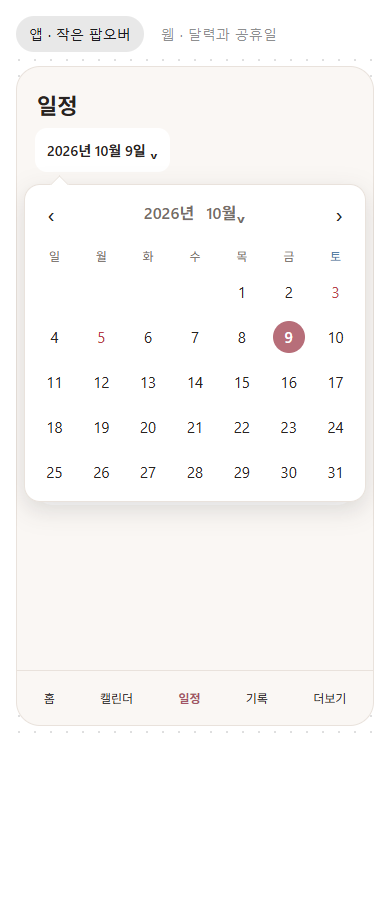 앱 · 작은 팝오버 웹 · 달력과 공휴일
일정
2026년 10월 9일 v
‹ 2026년 10월 v ›
일 월 화 수 목 금 토
1 2 3
4 5 6 7 8 9 10
11 12 13 14 15 16 17
18 19 20 21 22 23 24
25 26 27 28 29 30 31
홈 캘린더 일정 기록 더보기